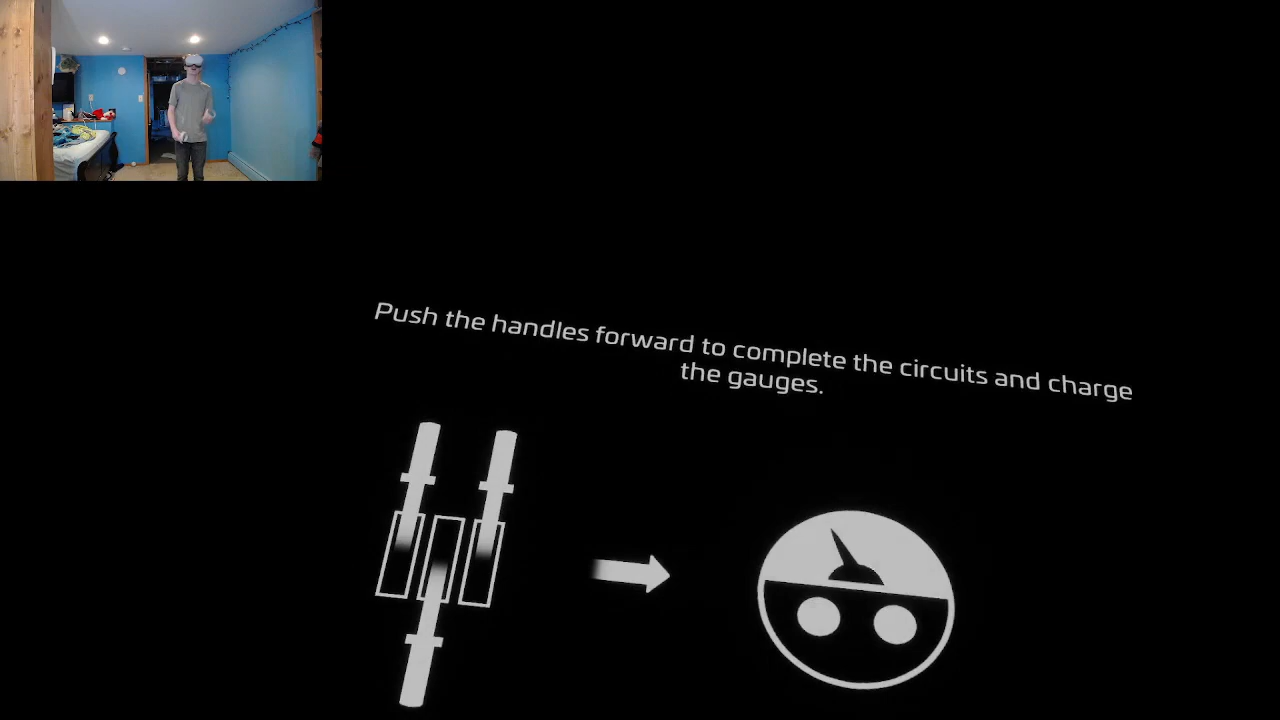 Push the handles forward to complete the circuits and charge
the gauges.